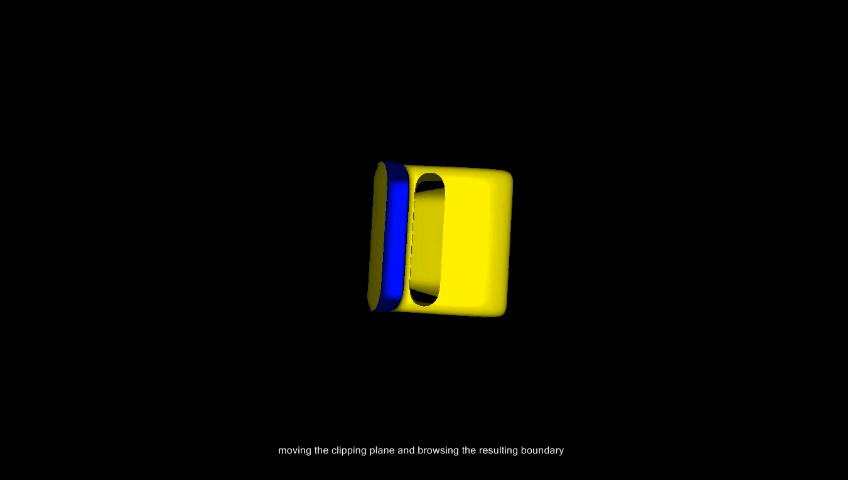 moving the clipping plane and browsing the resulting boundary